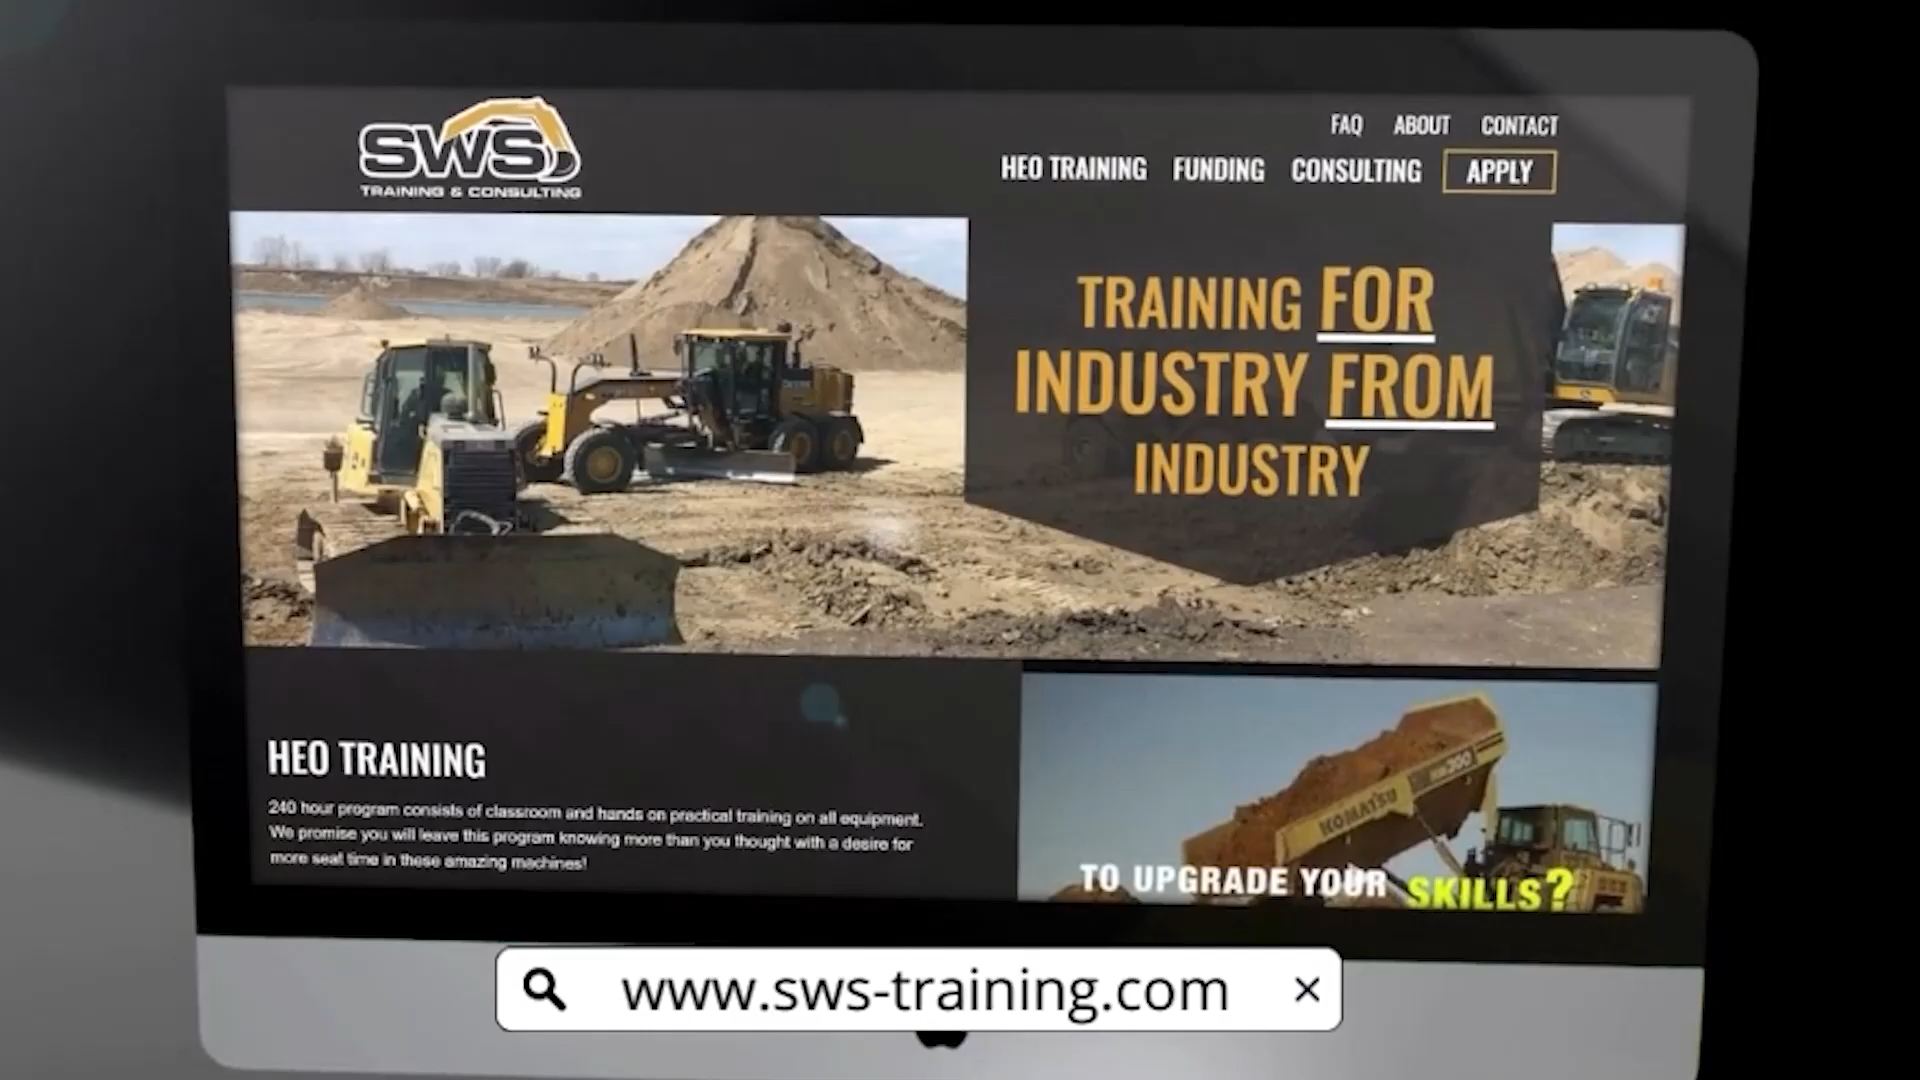 SWS
TRAINING & CONSULTING
FAQ ABOUT CONTACT
HEO TRAINING FUNDING CONSULTING APPLY
TRAINING FOR
INDUSTRY FROM
INDUSTRY
HEO TRAINING
240 hour program consists of classroom and hands on practical training on all equipment.
We promise you will leave this program knowing more than you thought with a desire for
more seat time in these amazing machines!
KOMATSU
HM300
TO UPGRADE YOUR SKILLS?
www.sws-training.com